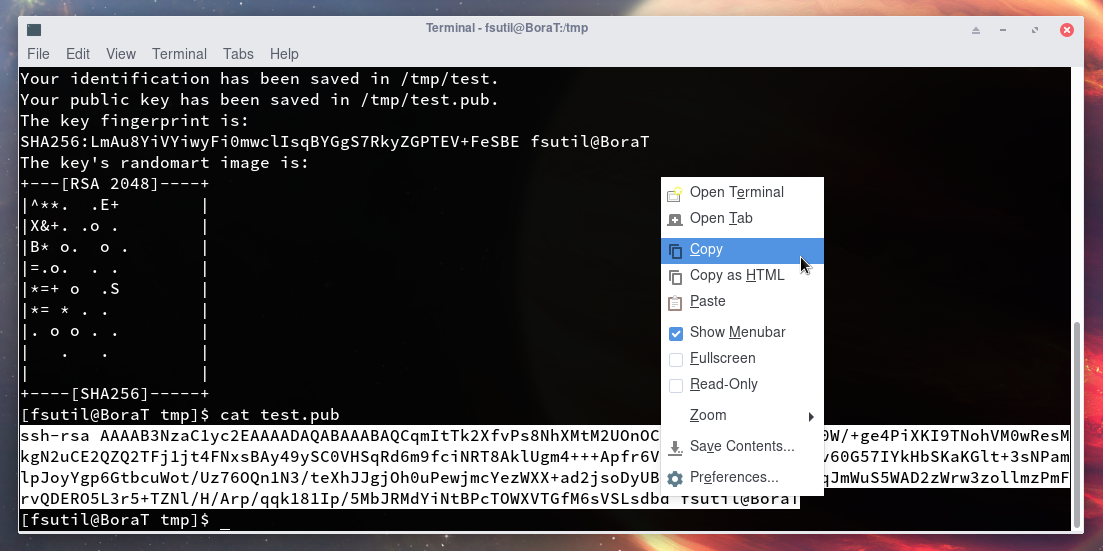 Terminal - fsutil@BoraT:/tmp
File Edit View Terminal Tabs Help
Your identification has been saved in /tmp/test.
Your public key has been saved in /tmp/test.pub.
The key fingerprint is:
SHA256:LmAu8YiVYiwyFi0mwclIsqBYGgS7RkyZGPTEV+FeSBE fsutil@BoraT
The key's randomart image is:
+---[RSA 2048]----+
|^**.  .E+        |
|X&+. .o .        |
|B* o.  o .       |
|=.o.  . .        |
|*=+ o  .S        |
|*= * . .         |
|. o o . .        |
|   .   .         |
|                 |
+----[SHA256]-----+
[fsutil@BoraT tmp]$ cat test.pub
ssh-rsa AAAAB3NzaC1yc2EAAAADAQABAAABAQCqmItTk2XfvPs8NhXMtM2UOnOC 0W/+ge4PiXKI9TNohVM0wResM
kgN2uCE2QZQ2TFj1jt4FNxsBAy49ySC0VHSqRd6m9fciNRT8AklUgm4+++Apfr6V v60G57IYkHbSKaKGlt+3sNPam
lpJoyYgp6GtbcuWot/Uz76OQn1N3/teXhJJgjOh0uPewjmcYezWXX+ad2jsoDyUB qJmWuS5WAD2zWrw3zollmzPmF
rvQDERO5L3r5+TZNl/H/Arp/qqk181Ip/5MbJRMdYiNtBPcTOWXVTGfM6sVSLsdbd fsutil@BoraT
[fsutil@BoraT tmp]$ _
Open Terminal
Open Tab
Copy
Copy as HTML
Paste
Show Menubar
Fullscreen
Read-Only
Zoom
Save Contents...
Preferences...